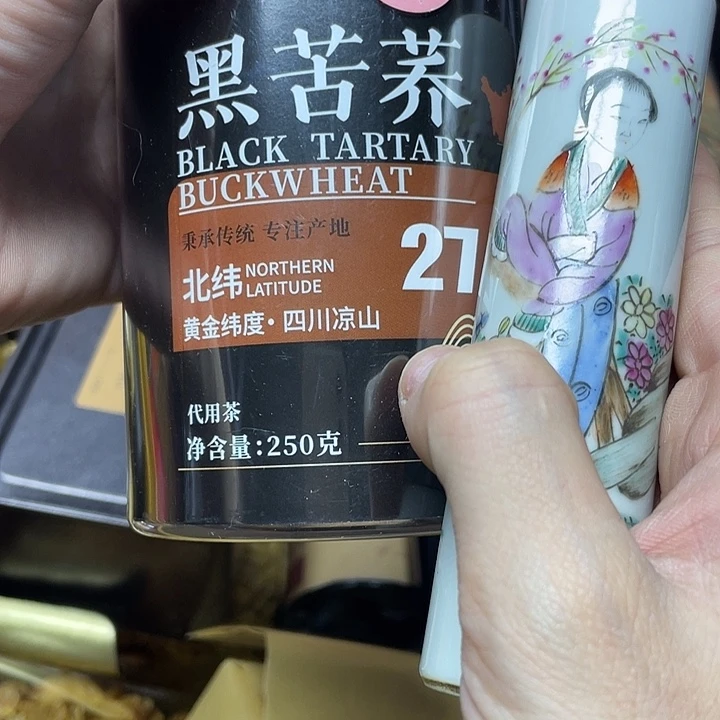 黑苦荞
BLACK TARTARY
BUCKWHEAT
秉承传统 专注产地
北纬 NORTHERN LATITUDE 27
黄金纬度·四川凉山
代用茶
净含量:250克